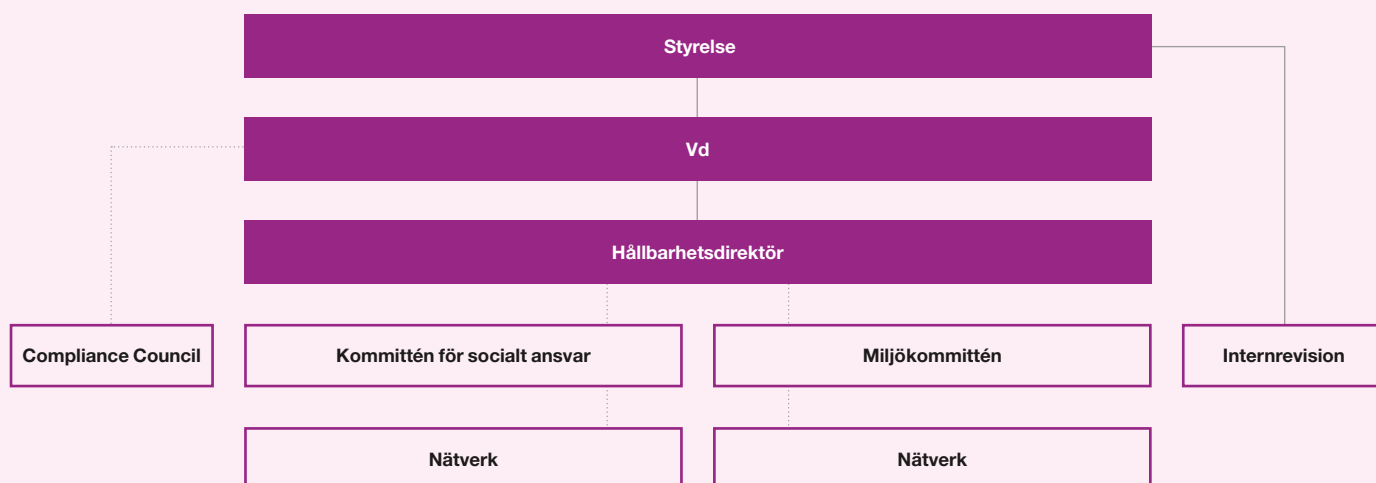 Styrelse
Vd
Hållbarhetsdirektör
Compliance Council
Kommittén för socialt ansvar
Miljökommittén
Internrevision
Nätverk
Nätverk